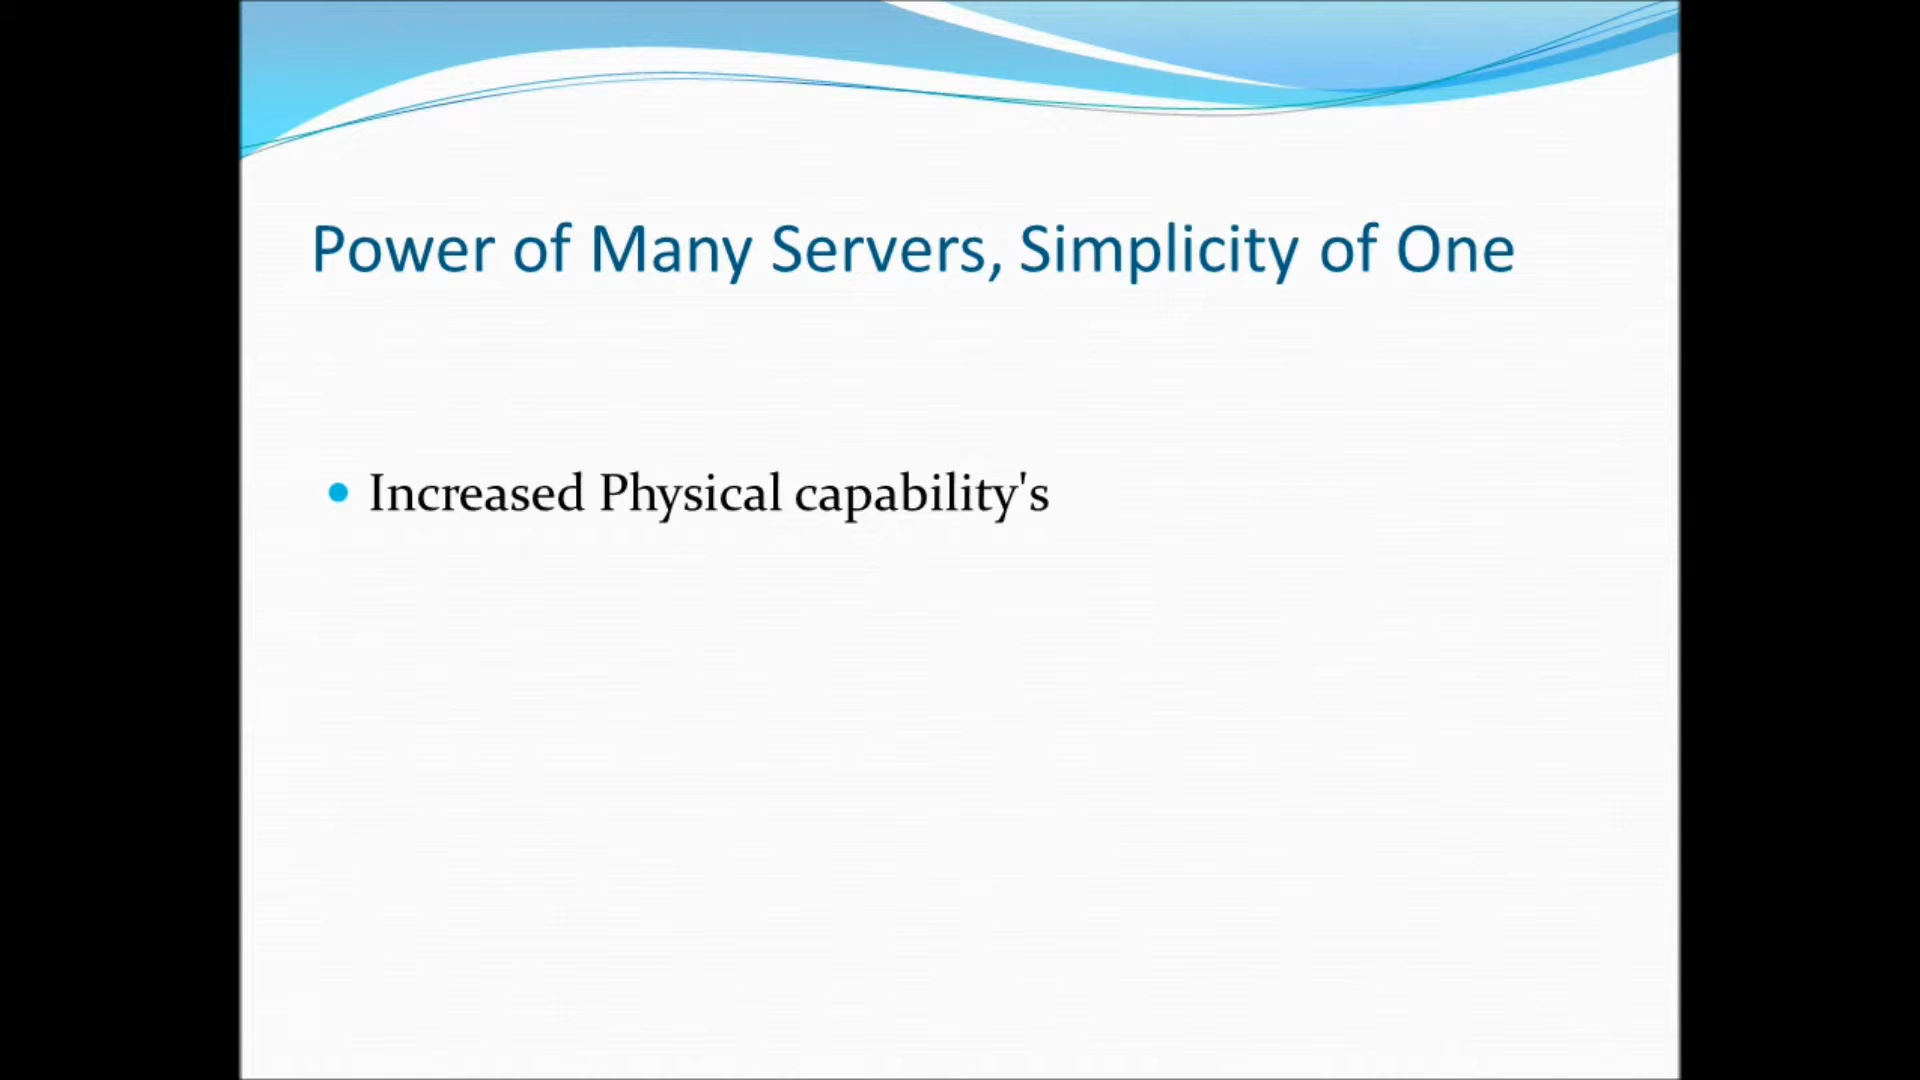 Power of Many Servers, Simplicity of One
• Increased Physical capability's